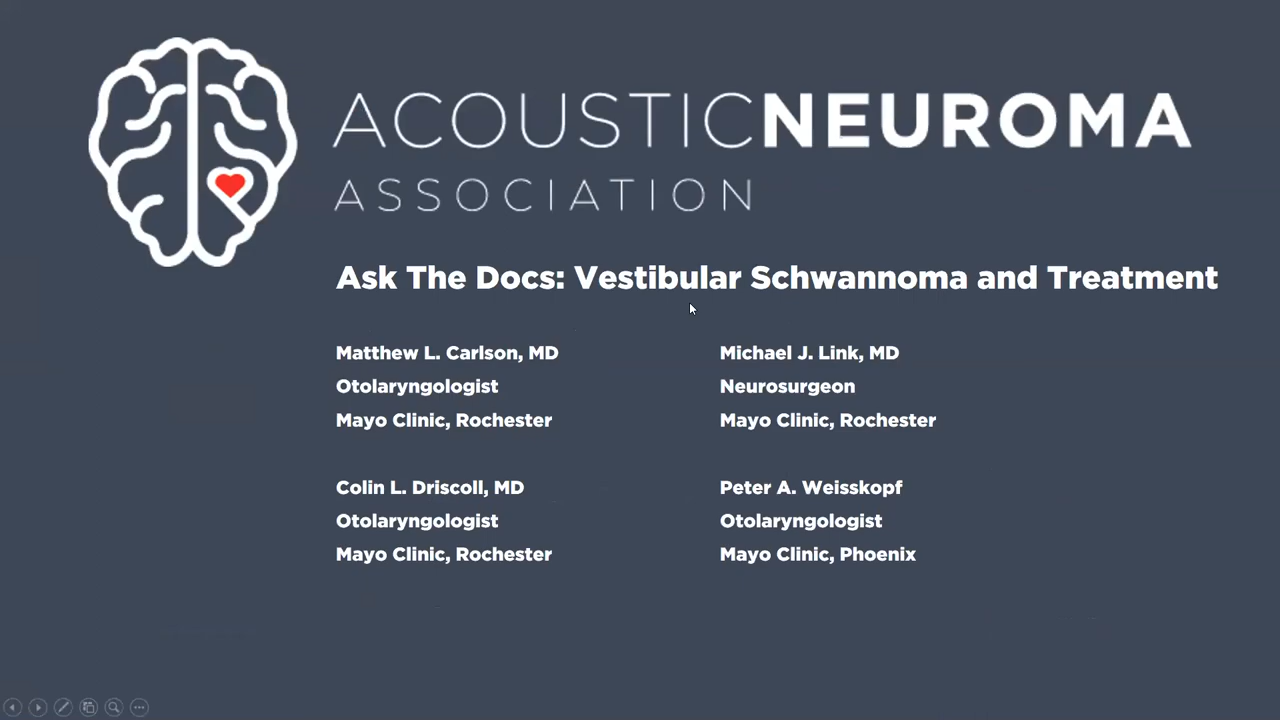 ACOUSTICNEUROMA
ASSOCIATION
Ask The Docs: Vestibular Schwannoma and Treatment
Matthew L. Carlson, MD
Otolaryngologist
Mayo Clinic, Rochester
Michael J. Link, MD
Neurosurgeon
Mayo Clinic, Rochester
Colin L. Driscoll, MD
Otolaryngologist
Mayo Clinic, Rochester
Peter A. Weisskopf
Otolaryngologist
Mayo Clinic, Phoenix